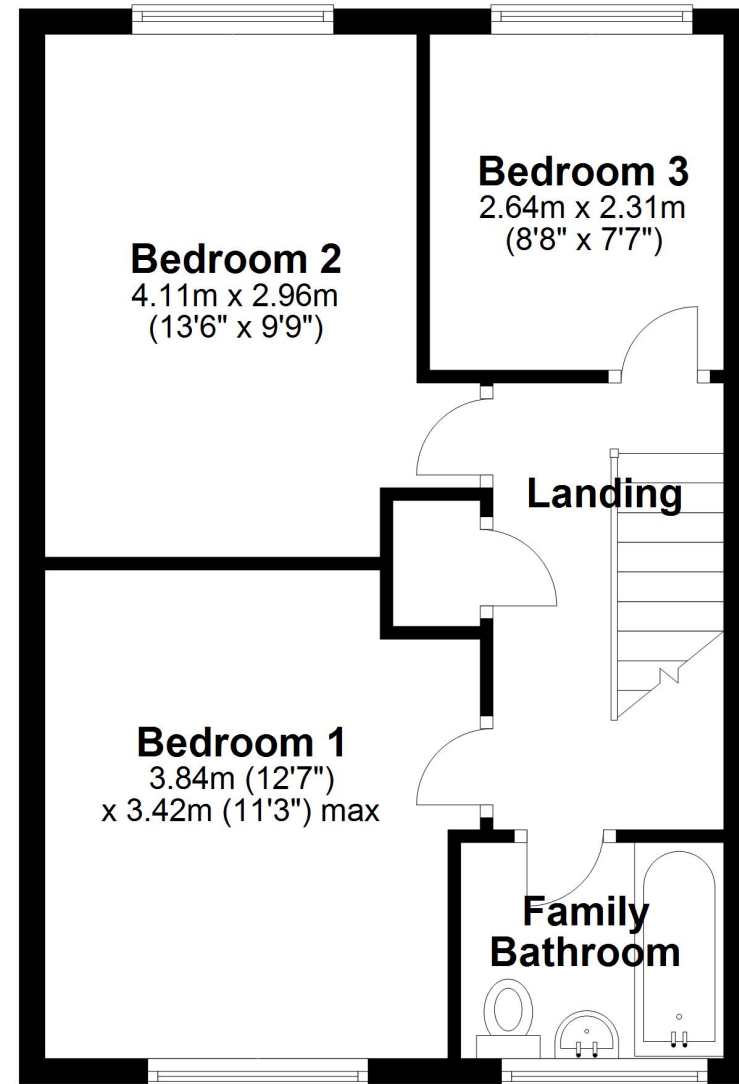 Bedroom 3
2.64m x 2.31m
(8'8" x 7'7")
Bedroom 2
4.11m x 2.96m
(13'6" x 9'9")
Landing
Bedroom 1
3.84m (12'7")
x 3.42m (11'3") max
Family
Bathroom